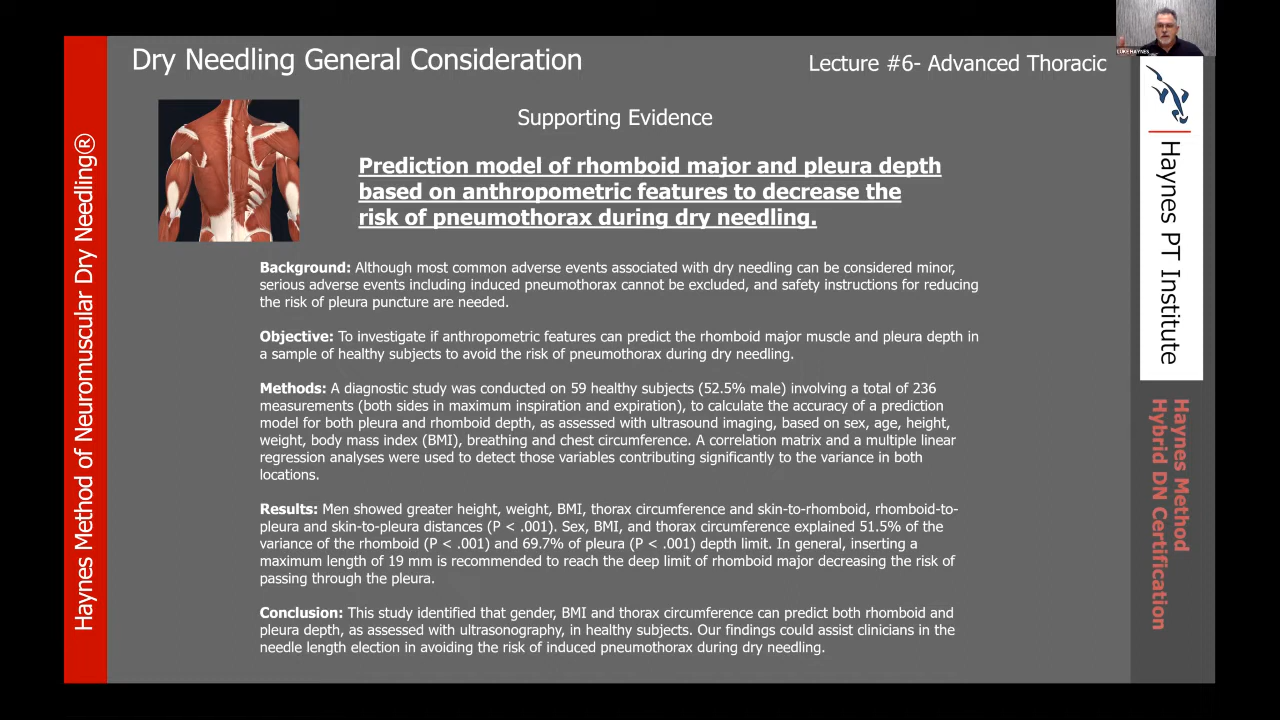 Dry Needling General Consideration
Lecture #6- Advanced Thoracic
LUKE HAYNES
Supporting Evidence
Prediction model of rhomboid major and pleura depth
based on anthropometric features to decrease the
risk of pneumothorax during dry needling.
Background: Although most common adverse events associated with dry needling can be considered minor,
serious adverse events including induced pneumothorax cannot be excluded, and safety instructions for reducing
the risk of pleura puncture are needed.
Objective: To investigate if anthropometric features can predict the rhomboid major muscle and pleura depth in
a sample of healthy subjects to avoid the risk of pneumothorax during dry needling.
Methods: A diagnostic study was conducted on 59 healthy subjects (52.5% male) involving a total of 236
measurements (both sides in maximum inspiration and expiration), to calculate the accuracy of a prediction
model for both pleura and rhomboid depth, as assessed with ultrasound imaging, based on sex, age, height,
weight, body mass index (BMI), breathing and chest circumference. A correlation matrix and a multiple linear
regression analyses were used to detect those variables contributing significantly to the variance in both
locations.
Results: Men showed greater height, weight, BMI, thorax circumference and skin-to-rhomboid, rhomboid-to-
pleura and skin-to-pleura distances (P < .001). Sex, BMI, and thorax circumference explained 51.5% of the
variance of the rhomboid (P < .001) and 69.7% of pleura (P < .001) depth limit. In general, inserting a
maximum length of 19 mm is recommended to reach the deep limit of rhomboid major decreasing the risk of
passing through the pleura.
Conclusion: This study identified that gender, BMI and thorax circumference can predict both rhomboid and
pleura depth, as assessed with ultrasonography, in healthy subjects. Our findings could assist clinicians in the
needle length election in avoiding the risk of induced pneumothorax during dry needling.
Haynes Method of Neuromuscular Dry Needling®
Haynes PT Institute
Haynes Method
Hybrid DN Certification